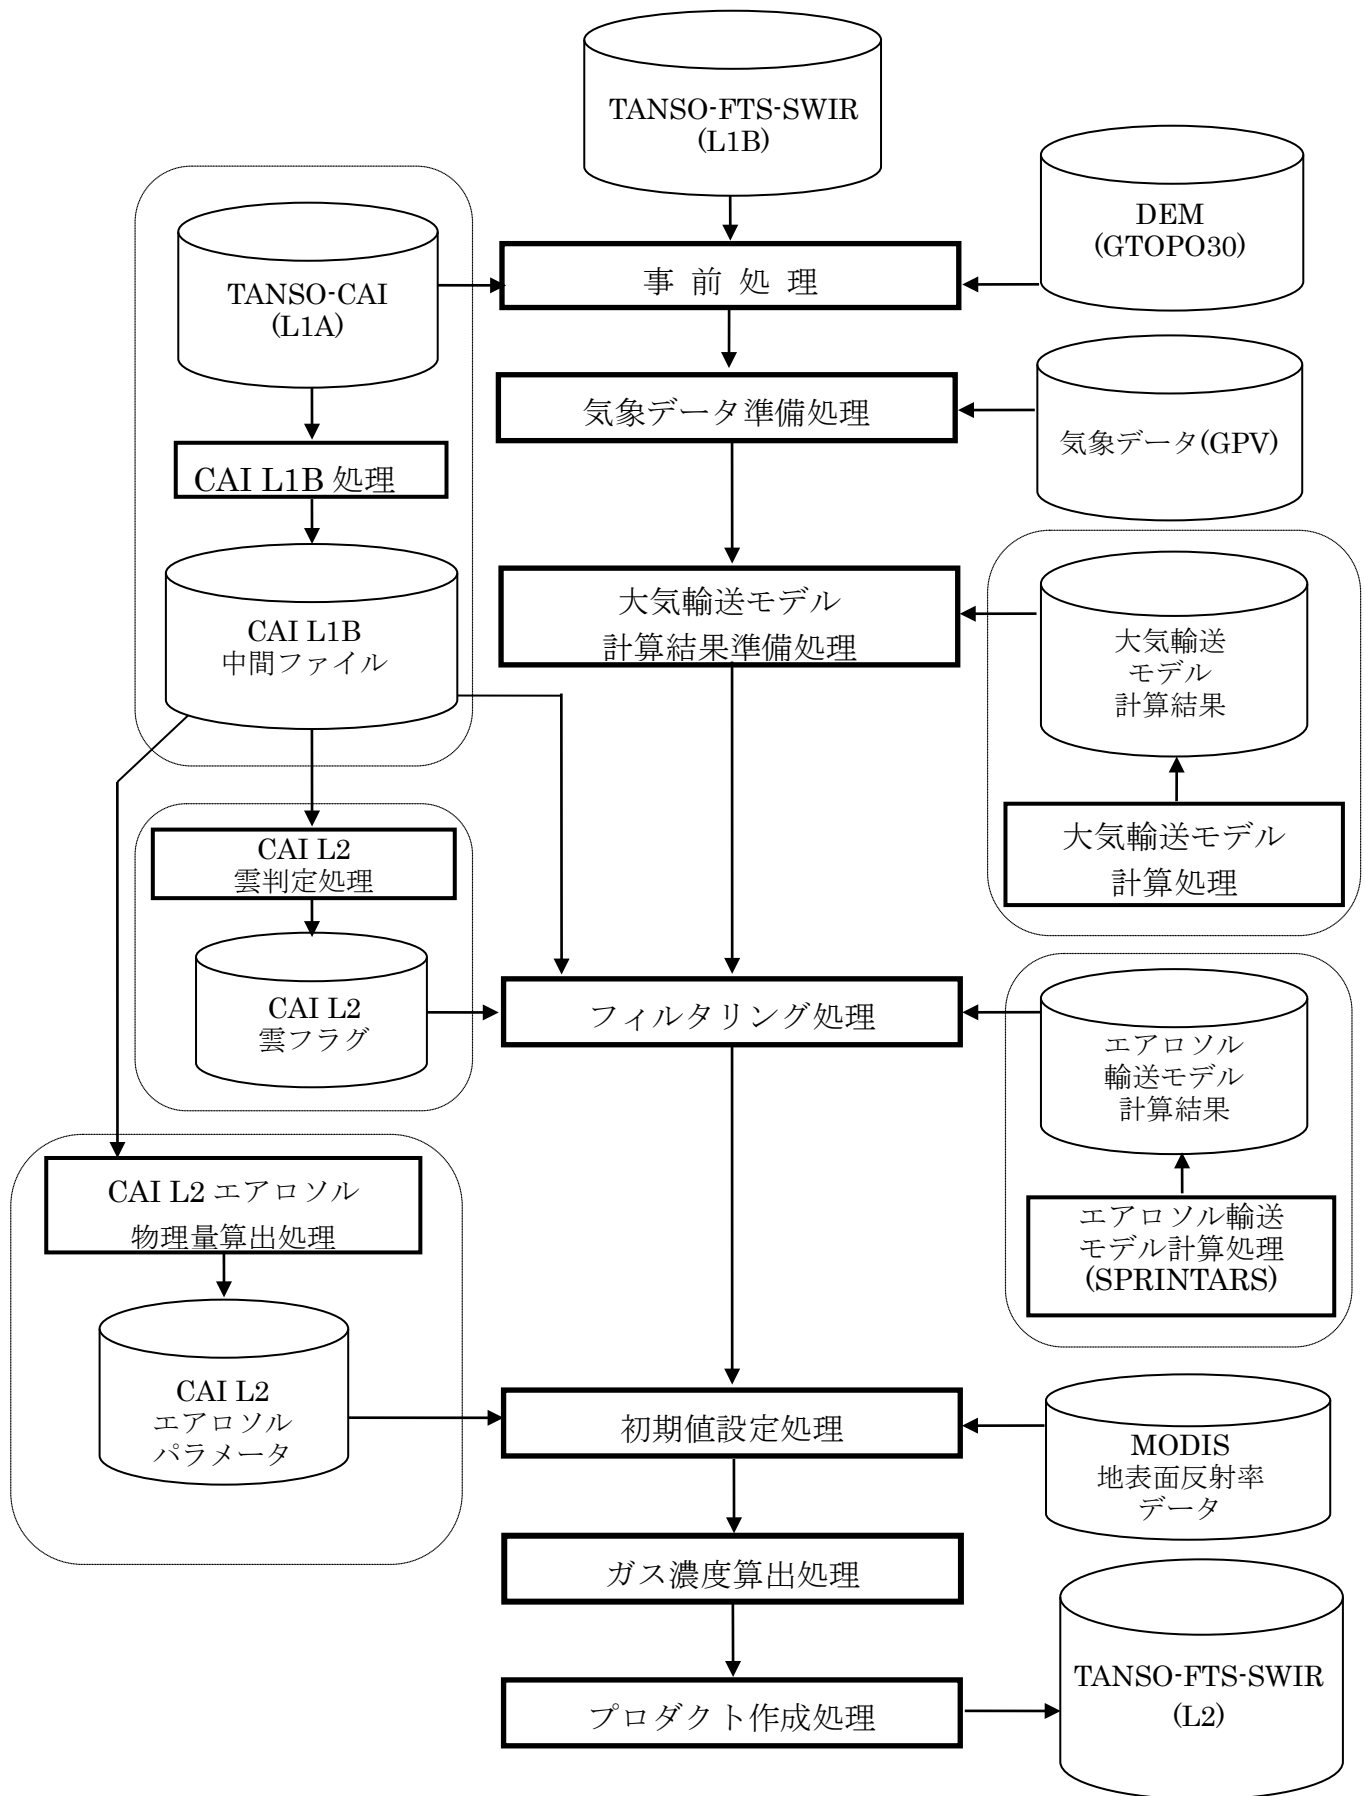 TANSO-FTS-SWIR
(L1B)
DEM
(GTOPO30)
TANSO-CAI
(L1A)
事 前 処 理
気象データ準備処理
気象データ(GPV)
CAI L1B 処理
大気輸送モデル
計算結果準備処理
CAI L1B
中間ファイル
大気輸送
モデル
計算結果
大気輸送モデル
計算処理
CAI L2
雲判定処理
CAI L2
雲フラグ
フィルタリング処理
エアロソル
輸送モデル
計算結果
CAI L2 エアロソル
物理量算出処理
エアロソル輸送
モデル計算処理
(SPRINTARS)
CAI L2
エアロソル
パラメータ
初期値設定処理
MODIS
地表面反射率
データ
ガス濃度算出処理
プロダクト作成処理
TANSO-FTS-SWIR
(L2)